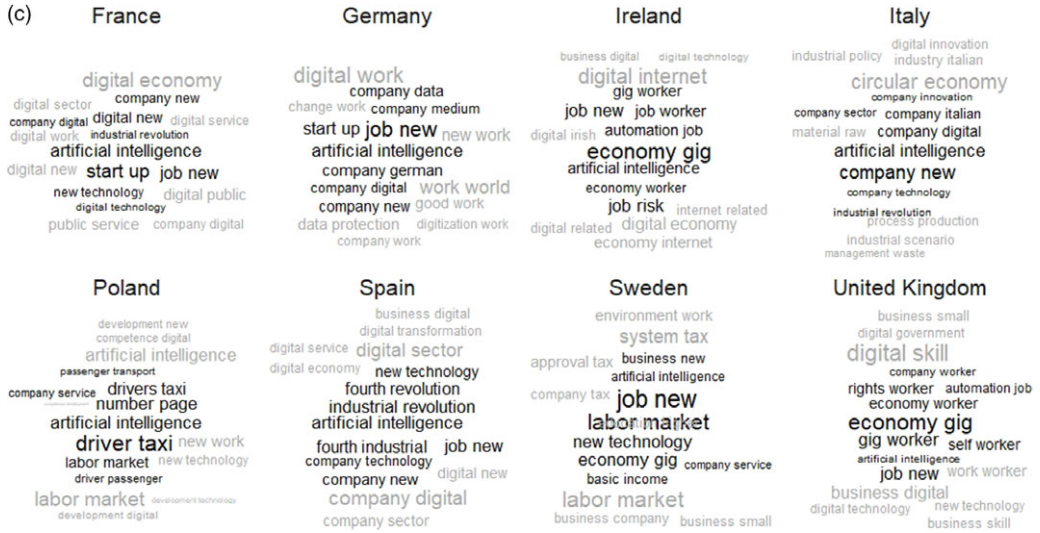 (c)
France
digital economy
company new
digital sector
digital new
company digital
digital service
digital work
industrial revolution
artificial intelligence
digital new
start up
job new
new technology
digital public
digital technology
public service
company digital
Germany
digital work
company data
change work
company medium
start up
job new
new work
artificial intelligence
company german
company digital
work world
company new
good work
data protection
digitization work
company work
Ireland
business digital
digital technology
digital internet
gig worker
job new
job worker
digital irish
automation job
economy gig
artificial intelligence
economy worker
job risk
internet related
digital related
digital economy
economy internet
Italy
digital innovation
industrial policy
industry italian
circular economy
company innovation
company sector
company italian
material raw
company digital
artificial intelligence
company new
company technology
industrial revolution
process production
industrial scenario
management waste
Poland
development new
competence digital
artificial intelligence
passenger transport
company service
drivers taxi
number page
artificial intelligence
driver taxi
new work
labor market
new technology
driver passenger
labor market
development technology
development digital
Spain
business digital
digital transformation
digital service
digital sector
digital economy
new technology
fourth revolution
industrial revolution
artificial intelligence
fourth industrial
job new
company technology
company new
digital new
company digital
company sector
Sweden
environment work
system tax
approval tax
business new
artificial intelligence
company tax
job new
labor market
new technology
economy gig
company service
basic income
labor market
business company
business small
United Kingdom
business small
digital government
digital skill
company worker
rights worker
automation job
economy worker
economy gig
gig worker
self worker
artificial intelligence
job new
work worker
business digital
digital technology
new technology
business skill